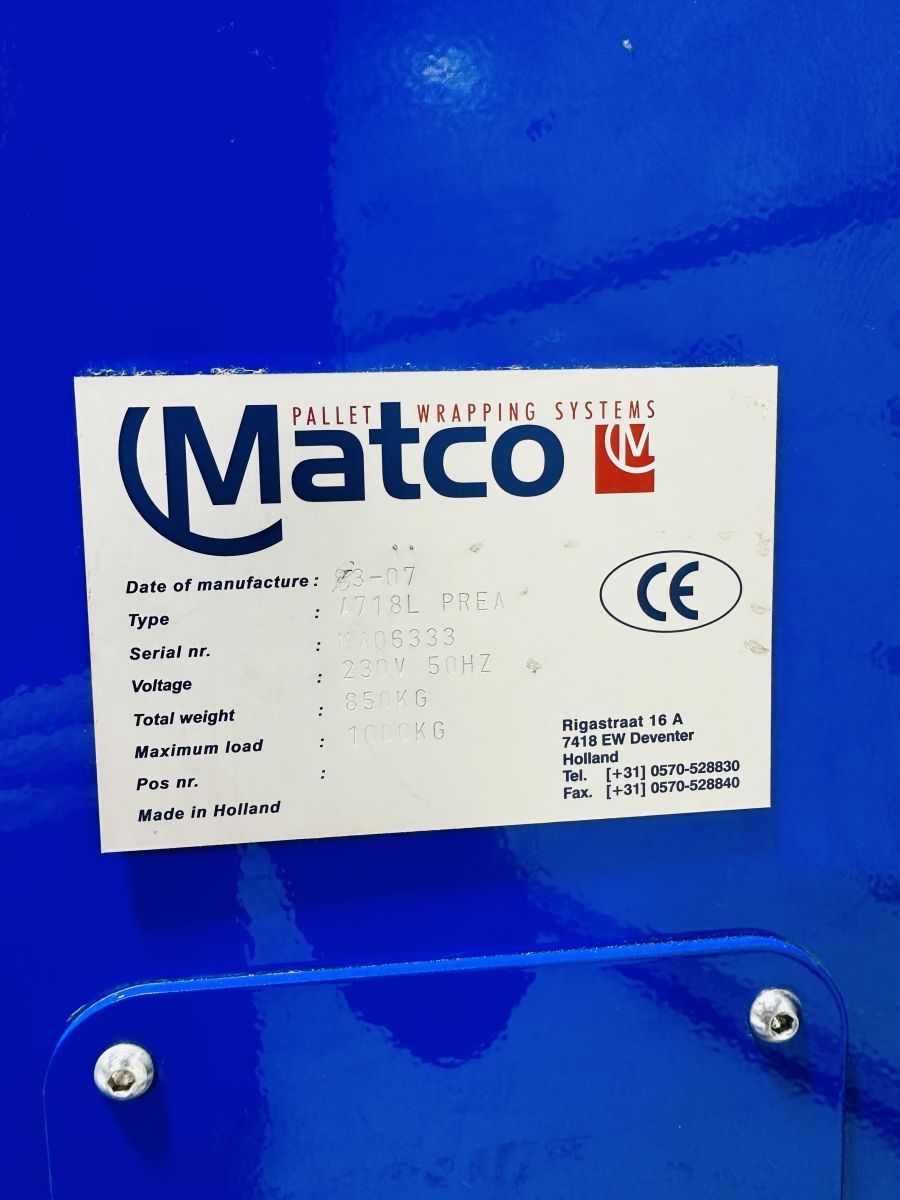 PALLET WRAPPING SYSTEMS
Matco M
Date of manufacture : 3-07
Type : A718L PREA
Serial nr. : MA06333
Voltage : 230V 50HZ
Total weight : 850KG
Maximum load : 1000KG
Pos nr. :
Made in Holland
CE
Rigastraat 16 A
7418 EW Deventer
Holland
Tel. [+31] 0570-528830
Fax. [+31] 0570-528840